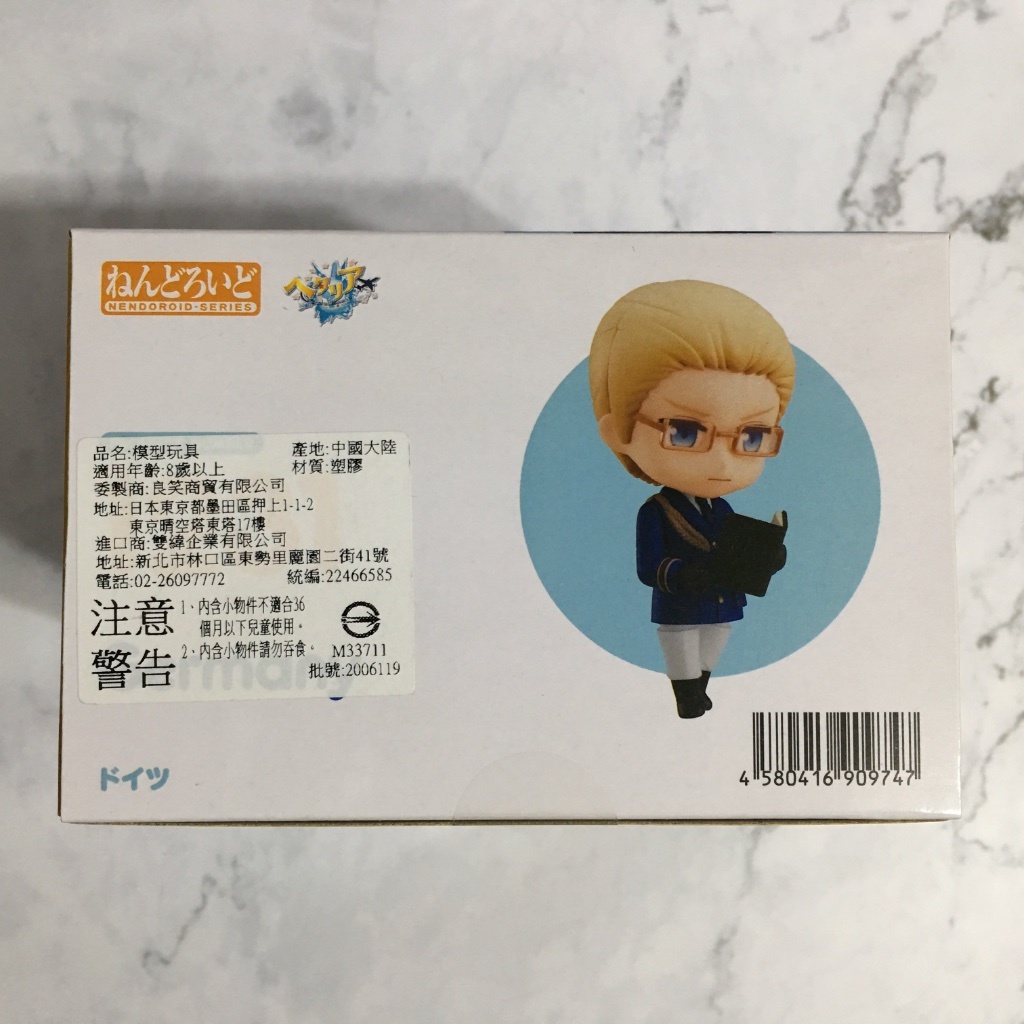 ねんどろいど
NENDOROID-SERIES
ヘタリア
品名:模型玩具 產地:中國大陸
適用年齡:8歲以上 材質:塑膠
委製商:良笑商貿有限公司
地址:日本東京都墨田區押上1-1-2
東京晴空塔東塔17樓
進口商:雙緯企業有限公司
地址:新北市林口區東勢里麗園二街41號
電話:02-26097772 統編:22466585
注意
警告
1、內含小物件不適合36
個月以下兒童使用。
2、內含小物件請勿吞食。
M33711
批號:2006119
ドイツ
4 580416 909747